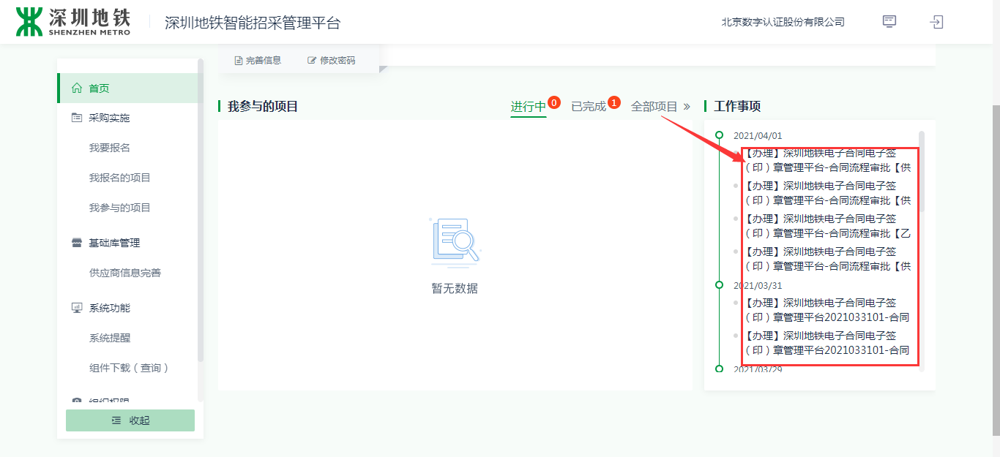 深圳地铁
SHENZHEN METRO
深圳地铁智能招采管理平台
北京数字认证股份有限公司
完善信息
修改密码
首页
采购实施
我要报名
我报名的项目
我参与的项目
基础库管理
供应商信息完善
系统功能
系统提醒
组件下载（查询）
组织权限
收起
我参与的项目
进行中 0
已完成 1
全部项目 »
暂无数据
工作事项
2021/04/01
【办理】深圳地铁电子合同电子签
（印）章管理平台-合同流程审批【供
【办理】深圳地铁电子合同电子签
（印）章管理平台-合同流程审批【供
【办理】深圳地铁电子合同电子签
（印）章管理平台-合同流程审批【乙
【办理】深圳地铁电子合同电子签
（印）章管理平台-合同流程审批【供
2021/03/31
【办理】深圳地铁电子合同电子签
（印）章管理平台2021033101-合同
【办理】深圳地铁电子合同电子签
（印）章管理平台2021033101-合同
2021/03/29